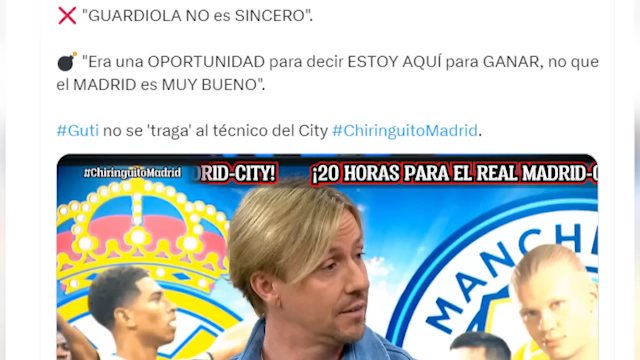 ❌ "GUARDIOLA NO es SINCERO".
💣 "Era una OPORTUNIDAD para decir ESTOY AQUÍ para GANAR, no que
el MADRID es MUY BUENO".
#Guti no se 'traga' al técnico del City #ChiringuitoMadrid.
#ChiringuitoMadrid
RID-CITY! ¡20 HORAS PARA EL REAL MADRID-
MANCHE